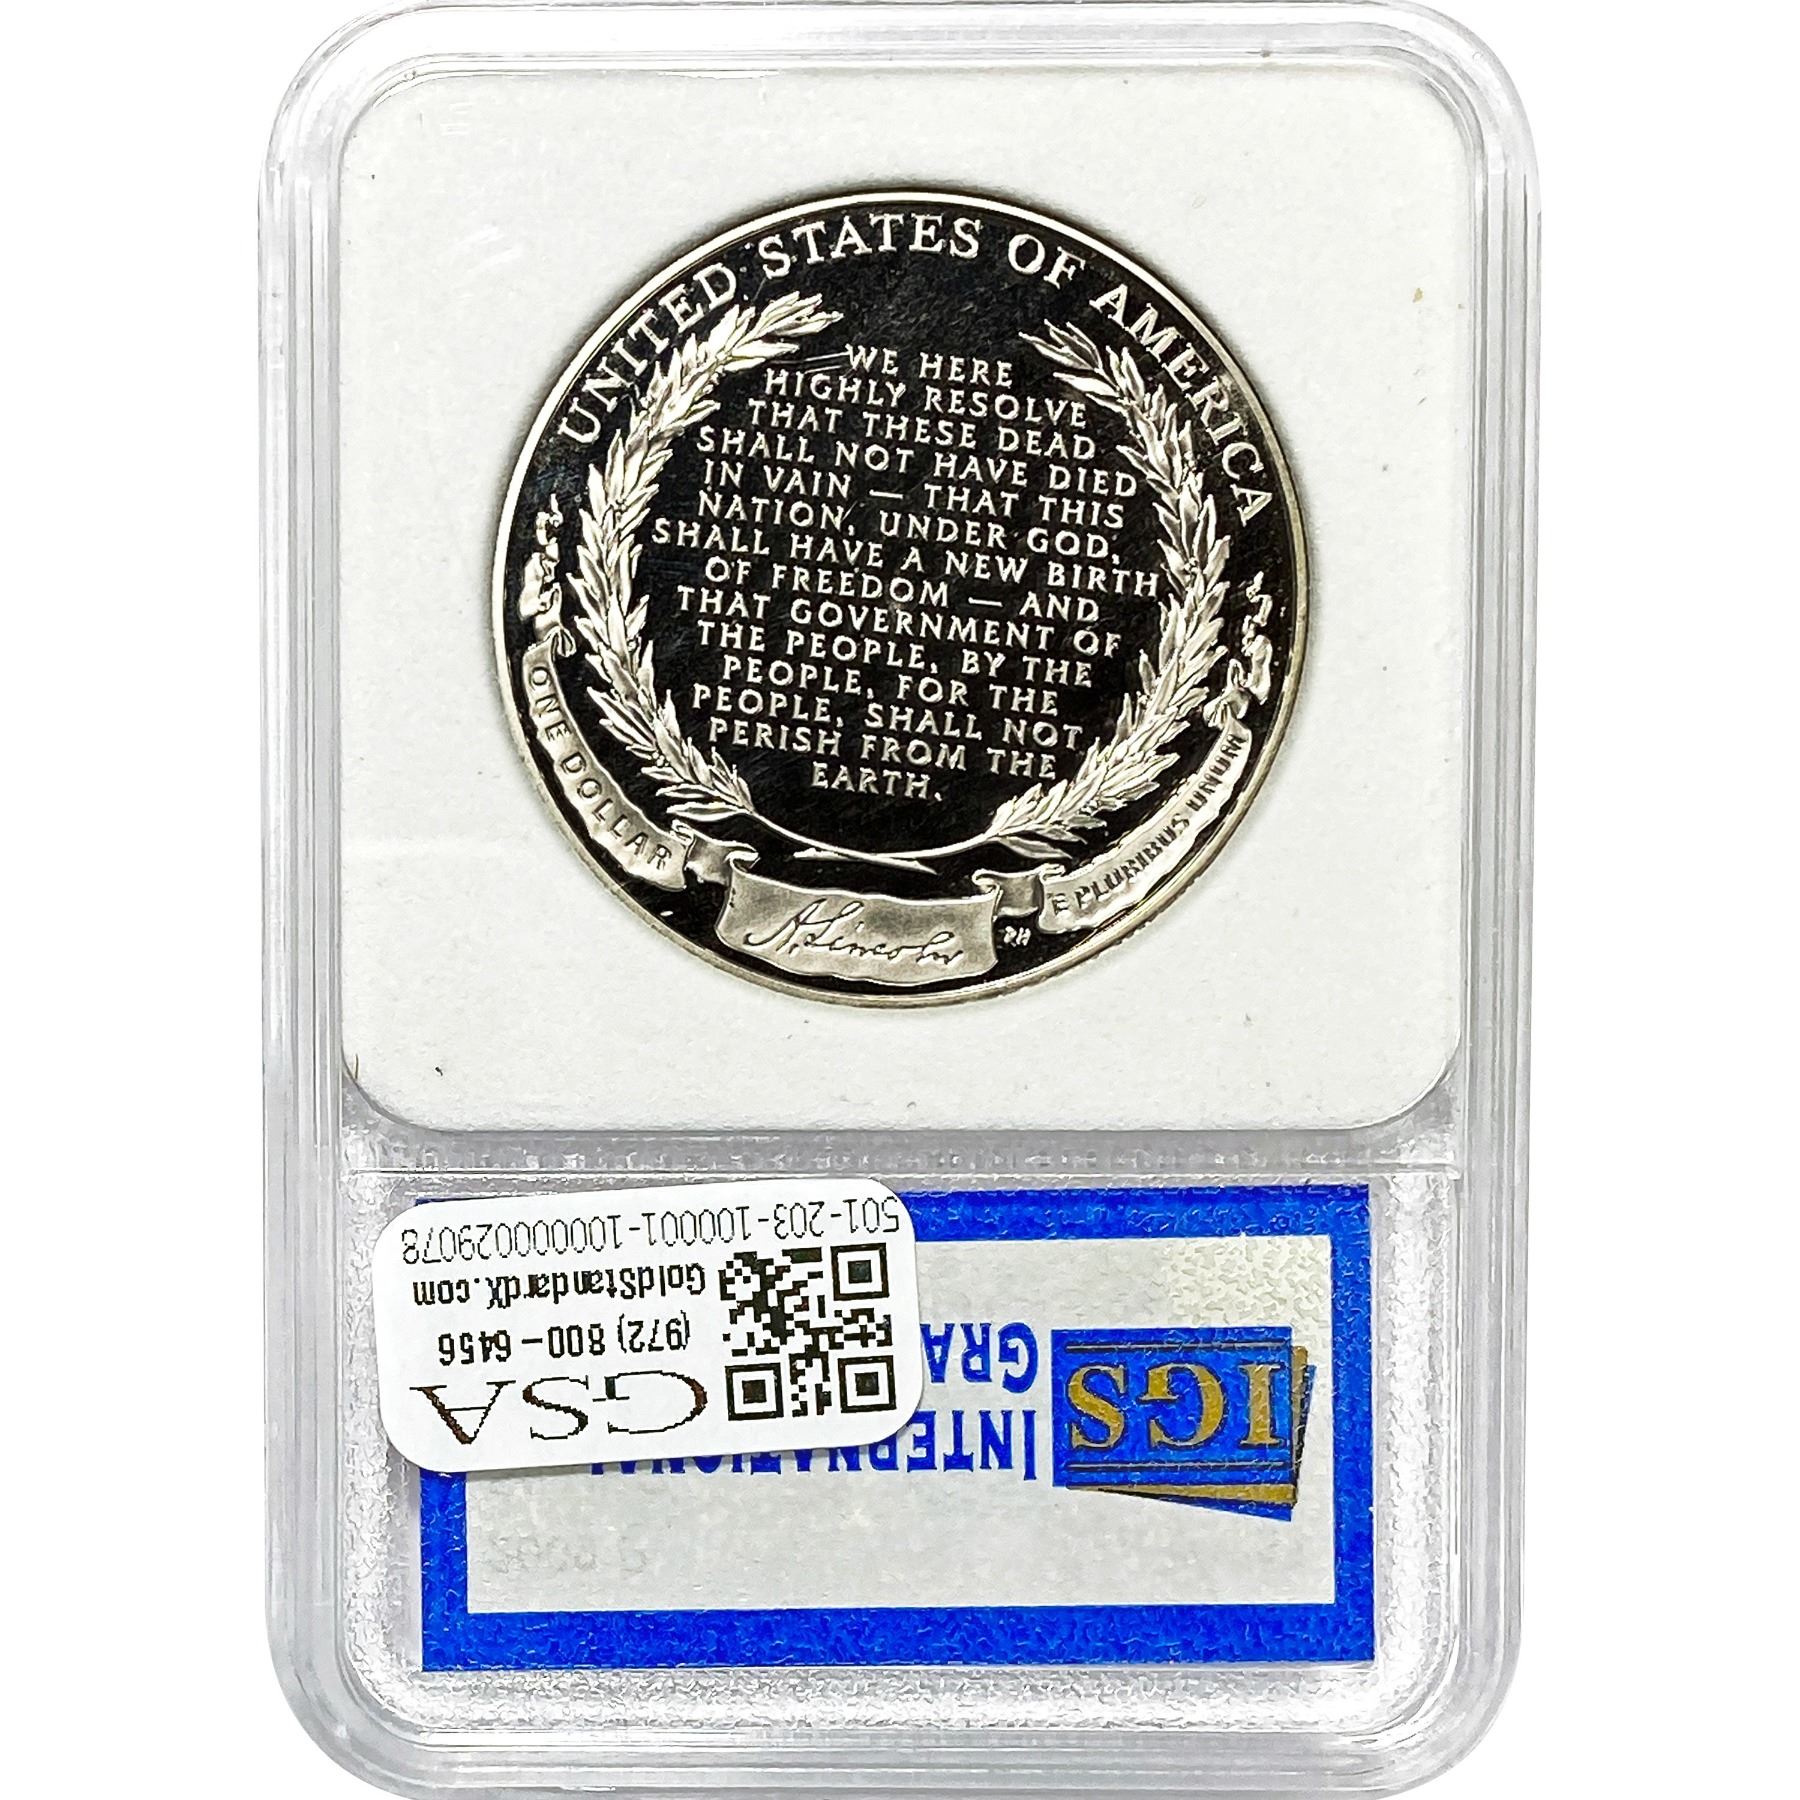 UNITED STATES OF AMERICA
WE HERE
HIGHLY RESOLVE
THAT THESE DEAD
SHALL NOT HAVE DIED
IN VAIN — THAT THIS
NATION, UNDER GOD,
SHALL HAVE A NEW BIRTH
OF FREEDOM — AND
THAT GOVERNMENT OF
THE PEOPLE, BY THE
PEOPLE, FOR THE
PEOPLE, SHALL NOT
PERISH FROM THE
EARTH.
ONE DOLLAR
A. Lincoln
PH
E PLURIBUS UNUM
GSA
(972) 800-6456
GoldStandardX.com
501-203-100001-10000029078
IGS
INTERNATIONAL
GRA